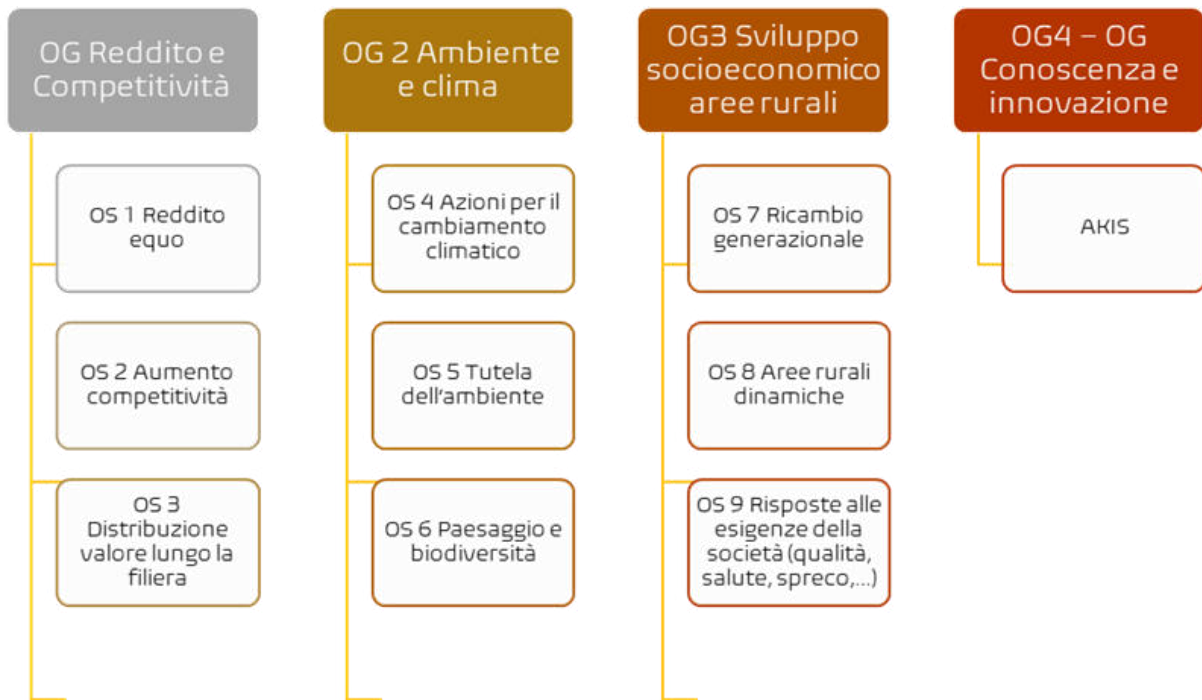 OG Reddito e
Competitività
OS 1 Reddito
equo
OS 2 Aumento
competitività
OS 3
Distribuzione
valore lungo la
filiera
OG 2 Ambiente
e clima
OS 4 Azioni per il
cambiamento
climatico
OS 5 Tutela
dell'ambiente
OS 6 Paesaggio e
biodiversità
OG3 Sviluppo
socioeconomico
aree rurali
OS 7 Ricambio
generazionale
OS 8 Aree rurali
dinamiche
OS 9 Risposte alle
esigenze della
società (qualità,
salute, spreco,...)
OG4 – OG
Conoscenza e
innovazione
AKIS